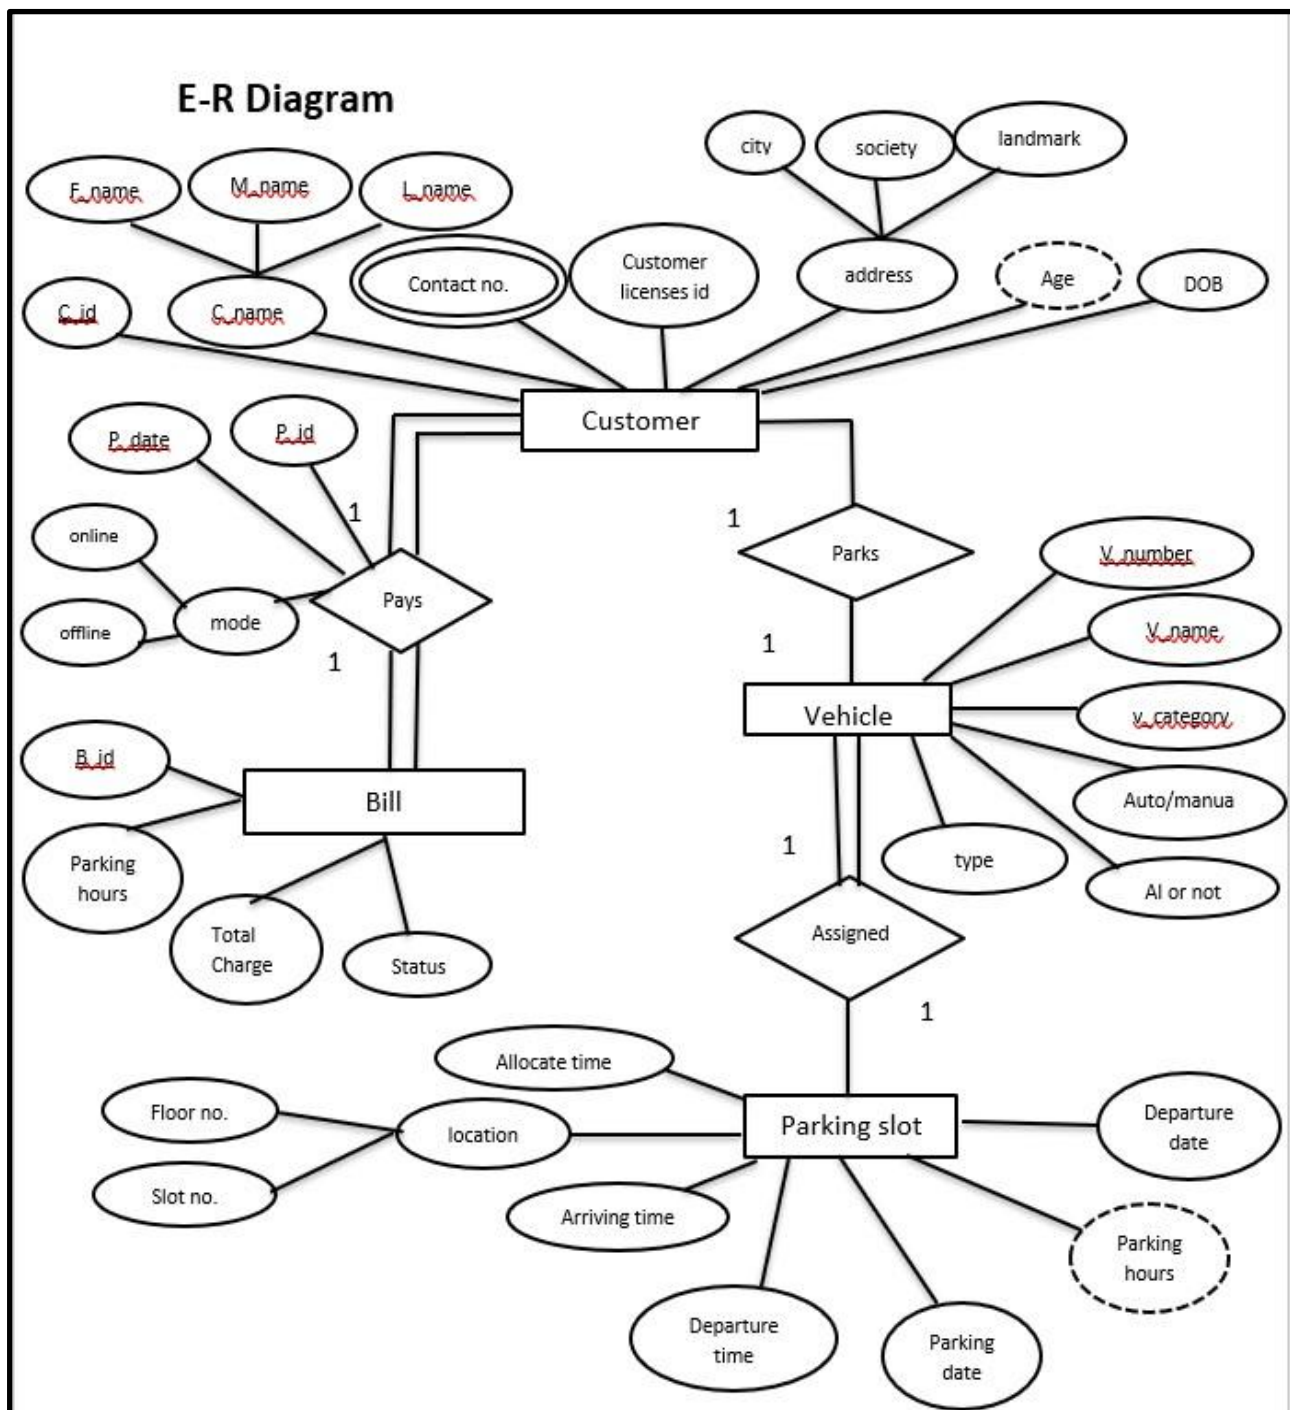 E-R Diagram
city
society
landmark
F_name
M_name
L_name
Contact no.
Customer
licenses id
address
Age
DOB
C_id
C_name
Customer
P_date
P_id
1
1
online
Parks
V_number
Pays
offline
mode
V_name
1
1
Vehicle
v_category
B_id
Bill
Auto/manua
1
type
Parking
hours
AI or not
Total
Charge
Status
Assigned
1
Allocate time
Floor no.
location
Parking slot
Departure
date
Slot no.
Arriving time
Parking
hours
Departure
time
Parking
date